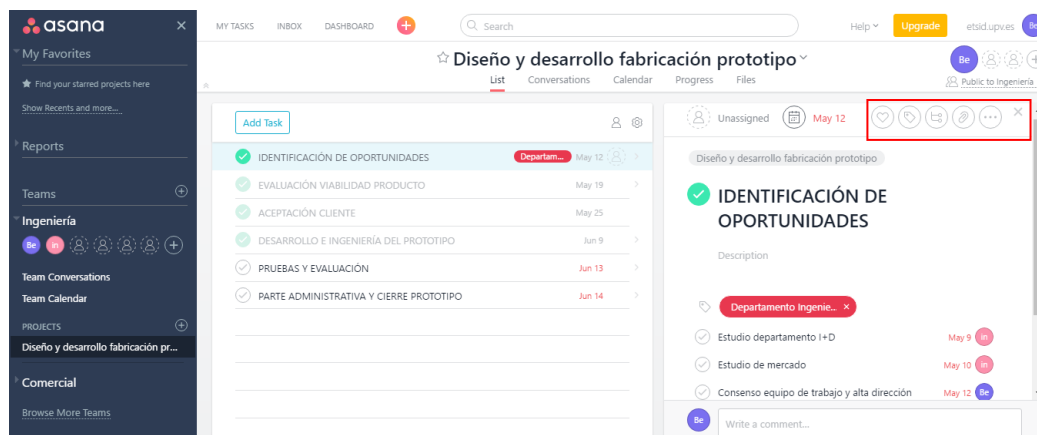 asana
MY TASKS INBOX DASHBOARD
Search
Help
Upgrade
etsid.upv.es
Be
My Favorites
Find your starred projects here
Show Recents and more...
Reports
Teams
Ingeniería
Be in
Team Conversations
Team Calendar
PROJECTS
Diseño y desarrollo fabricación pr...
Comercial
Browse More Teams
Diseño y desarrollo fabricación prototipo
List Conversations Calendar Progress Files
Be
Public to Ingeniería
Add Task
IDENTIFICACIÓN DE OPORTUNIDADES Departam... May 12
EVALUACIÓN VIABILIDAD PRODUCTO May 19
ACEPTACIÓN CLIENTE May 25
DESARROLLO E INGENIERÍA DEL PROTOTIPO Jun 9
PRUEBAS Y EVALUACIÓN Jun 13
PARTE ADMINISTRATIVA Y CIERRE PROTOTIPO Jun 14
Unassigned May 12
Diseño y desarrollo fabricación prototipo
IDENTIFICACIÓN DE
OPORTUNIDADES
Description
Departamento Ingenie... ×
Estudio departamento I+D May 9 in
Estudio de mercado May 10 in
Consenso equipo de trabajo y alta dirección May 12 Be
Be Write a comment...